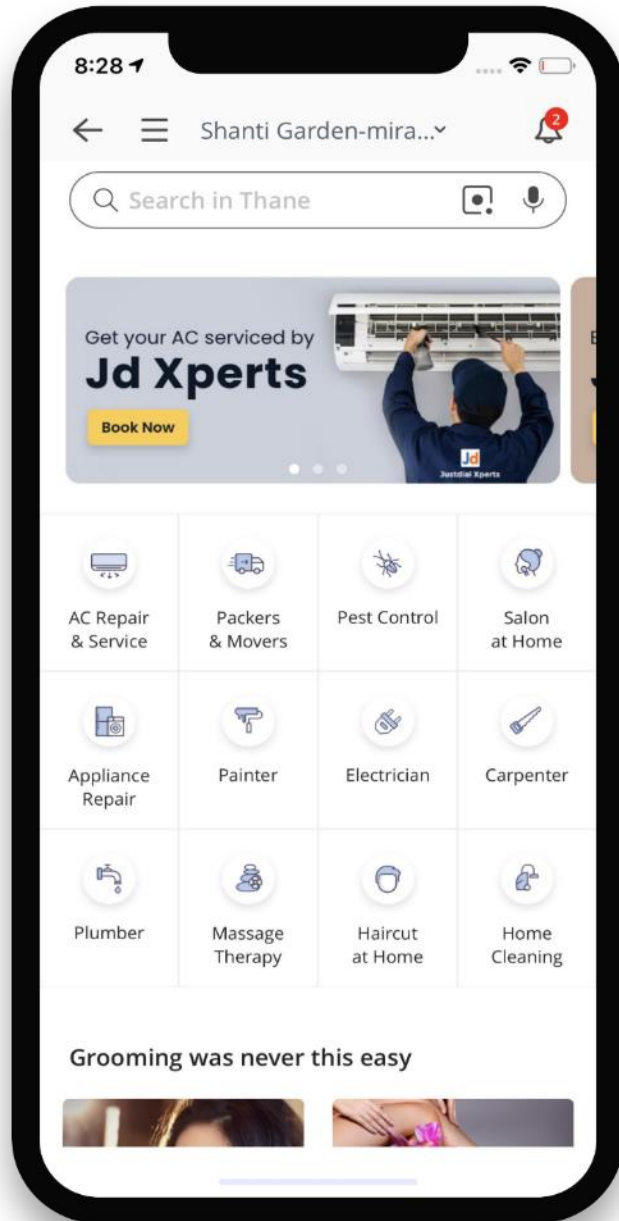 8:28
Shanti Garden-mira...
2
Search in Thane
Get your AC serviced by
Jd Xperts
Book Now
Jd
Justdial Xperts
AC Repair
& Service
Packers
& Movers
Pest Control
Salon
at Home
Appliance
Repair
Painter
Electrician
Carpenter
Plumber
Massage
Therapy
Haircut
at Home
Home
Cleaning
Grooming was never this easy